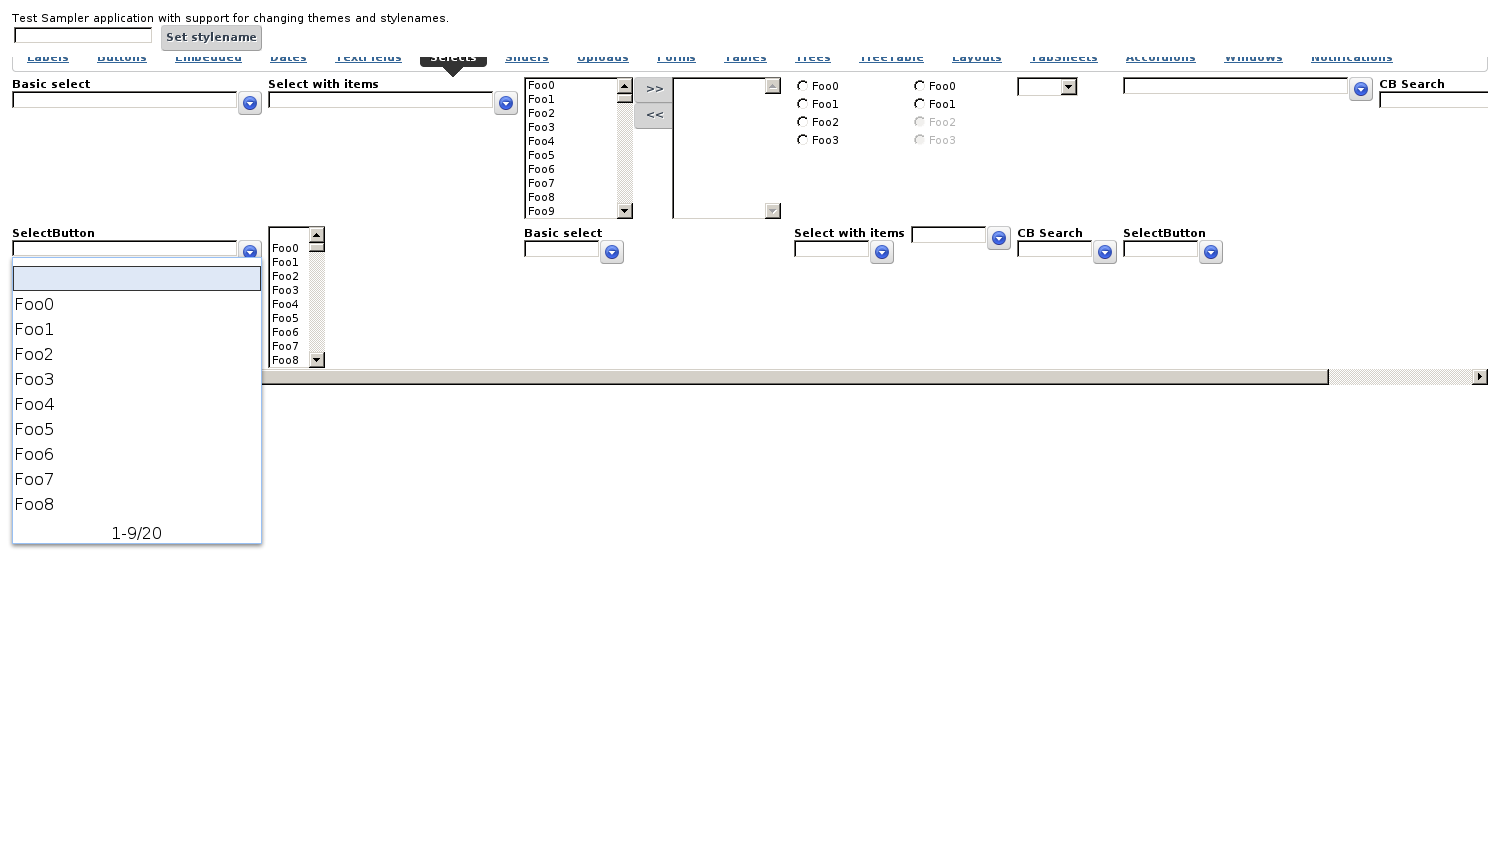 Test Sampler application with support for changing themes and stylenames.
Set stylename
Labels Buttons Embedded Dates TextFields Selects Sliders Uploads Forms Tables Trees TreeTable Layouts TabSheets Accordions Windows Notifications
Basic select
Select with items
Foo0
Foo1
Foo2
Foo3
Foo4
Foo5
Foo6
Foo7
Foo8
Foo9
>>
<<
Foo0
Foo1
Foo2
Foo3
Foo0
Foo1
Foo2
Foo3
CB Search
SelectButton
Foo0
Foo1
Foo2
Foo3
Foo4
Foo5
Foo6
Foo7
Foo8
1-9/20
Foo0
Foo1
Foo2
Foo3
Foo4
Foo5
Foo6
Foo7
Foo8
Basic select
Select with items
CB Search
SelectButton